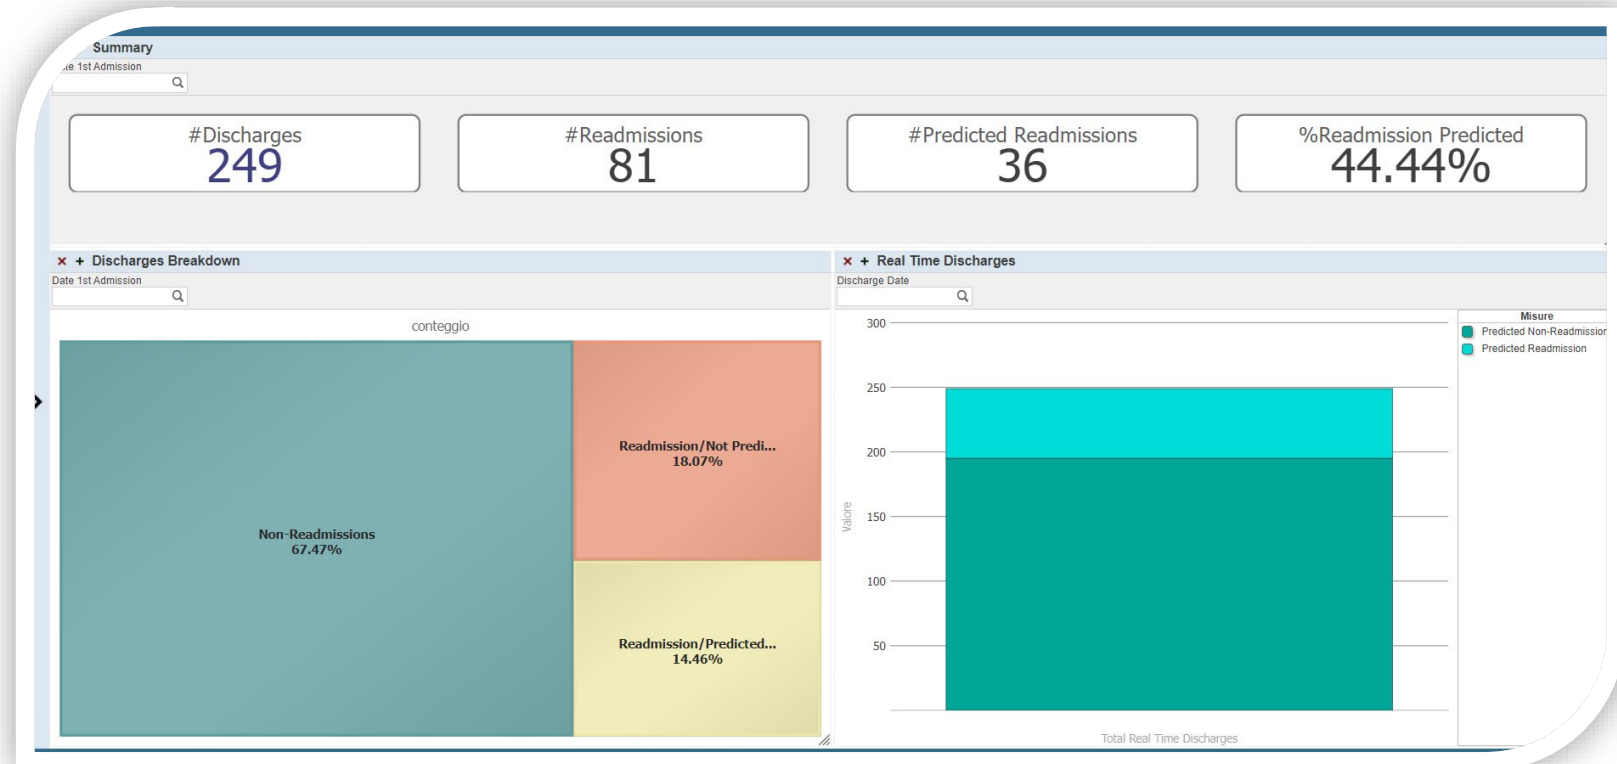 Summary
Date 1st Admission
#Discharges
249
#Readmissions
81
#Predicted Readmissions
36
%Readmission Predicted
44.44%
× + Discharges Breakdown
Date 1st Admission
conteggio
Non-Readmissions
67.47%
Readmission/Not Predi...
18.07%
Readmission/Predicted...
14.46%
× + Real Time Discharges
Discharge Date
300
250
200
150
100
50
Valore
Total Real Time Discharges
Misure
Predicted Non-Readmission
Predicted Readmission